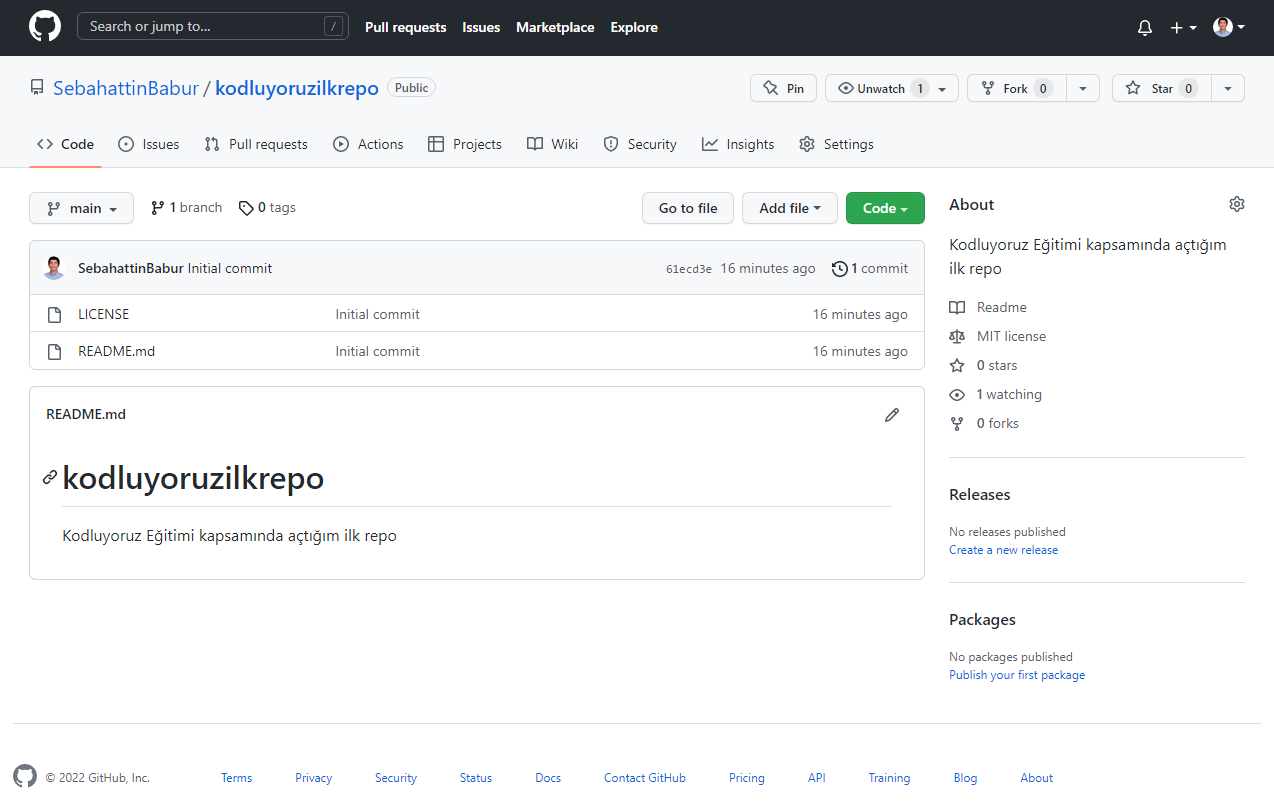 Search or jump to... / Pull requests Issues Marketplace Explore
SebahattinBabur / kodluyoruzilkrepo Public Pin Unwatch 1 Fork 0 Star 0
Code Issues Pull requests Actions Projects Wiki Security Insights Settings
main 1 branch 0 tags Go to file Add file Code
SebahattinBabur Initial commit 61ecd3e 16 minutes ago 1 commit
LICENSE Initial commit 16 minutes ago
README.md Initial commit 16 minutes ago
README.md
kodluyoruzilkrepo
Kodluyoruz Eğitimi kapsamında açtığım ilk repo
About
Kodluyoruz Eğitimi kapsamında açtığım
ilk repo
Readme
MIT license
0 stars
1 watching
0 forks
Releases
No releases published
Create a new release
Packages
No packages published
Publish your first package
© 2022 GitHub, Inc. Terms Privacy Security Status Docs Contact GitHub Pricing API Training Blog About